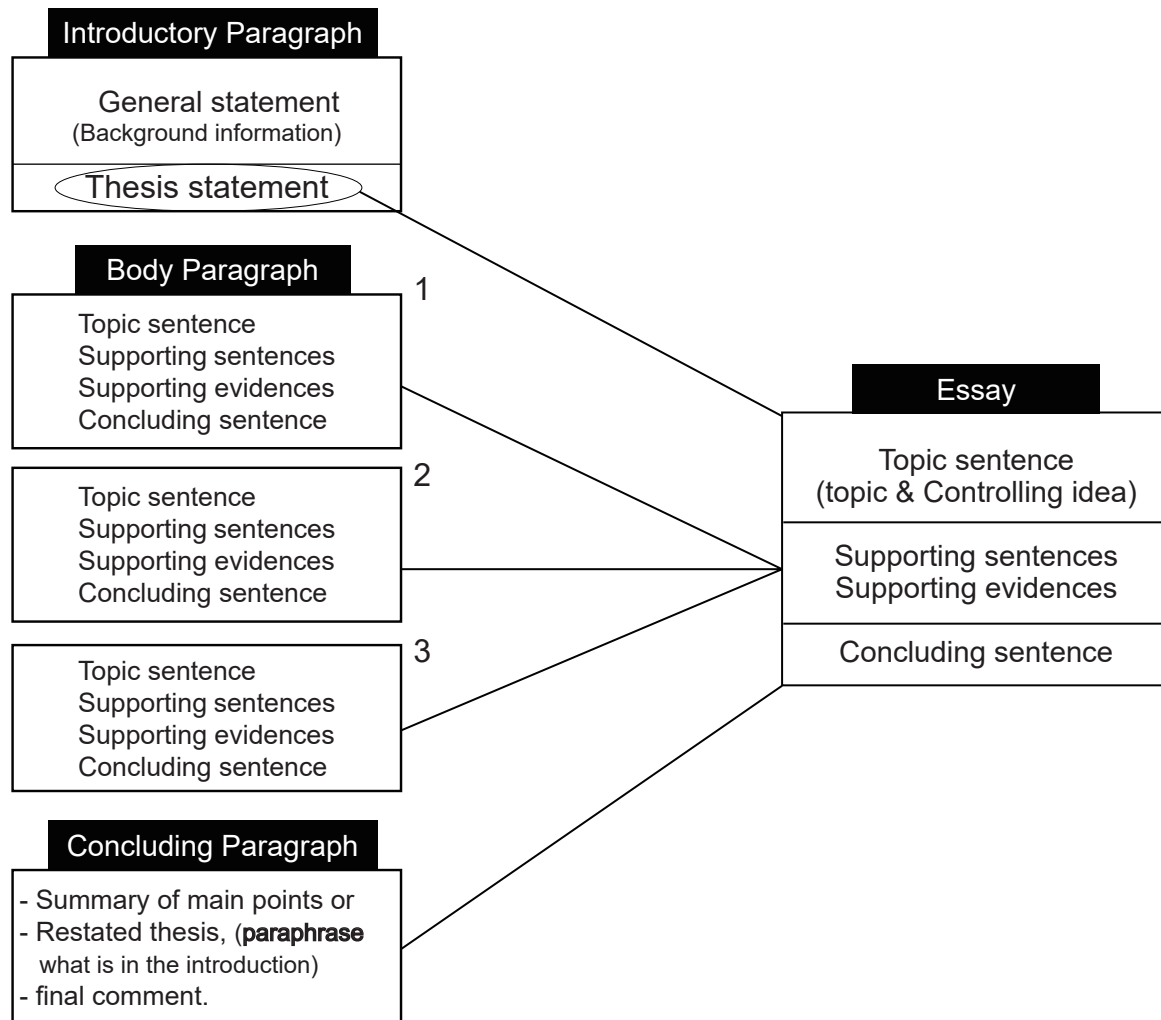 Introductory Paragraph
General statement
(Background information)
Thesis statement
Body Paragraph
1
Topic sentence
Supporting sentences
Supporting evidences
Concluding sentence
2
Topic sentence
Supporting sentences
Supporting evidences
Concluding sentence
3
Topic sentence
Supporting sentences
Supporting evidences
Concluding sentence
Concluding Paragraph
- Summary of main points or
- Restated thesis, (paraphrase
what is in the introduction)
- final comment.
Essay
Topic sentence
(topic & Controlling idea)
Supporting sentences
Supporting evidences
Concluding sentence